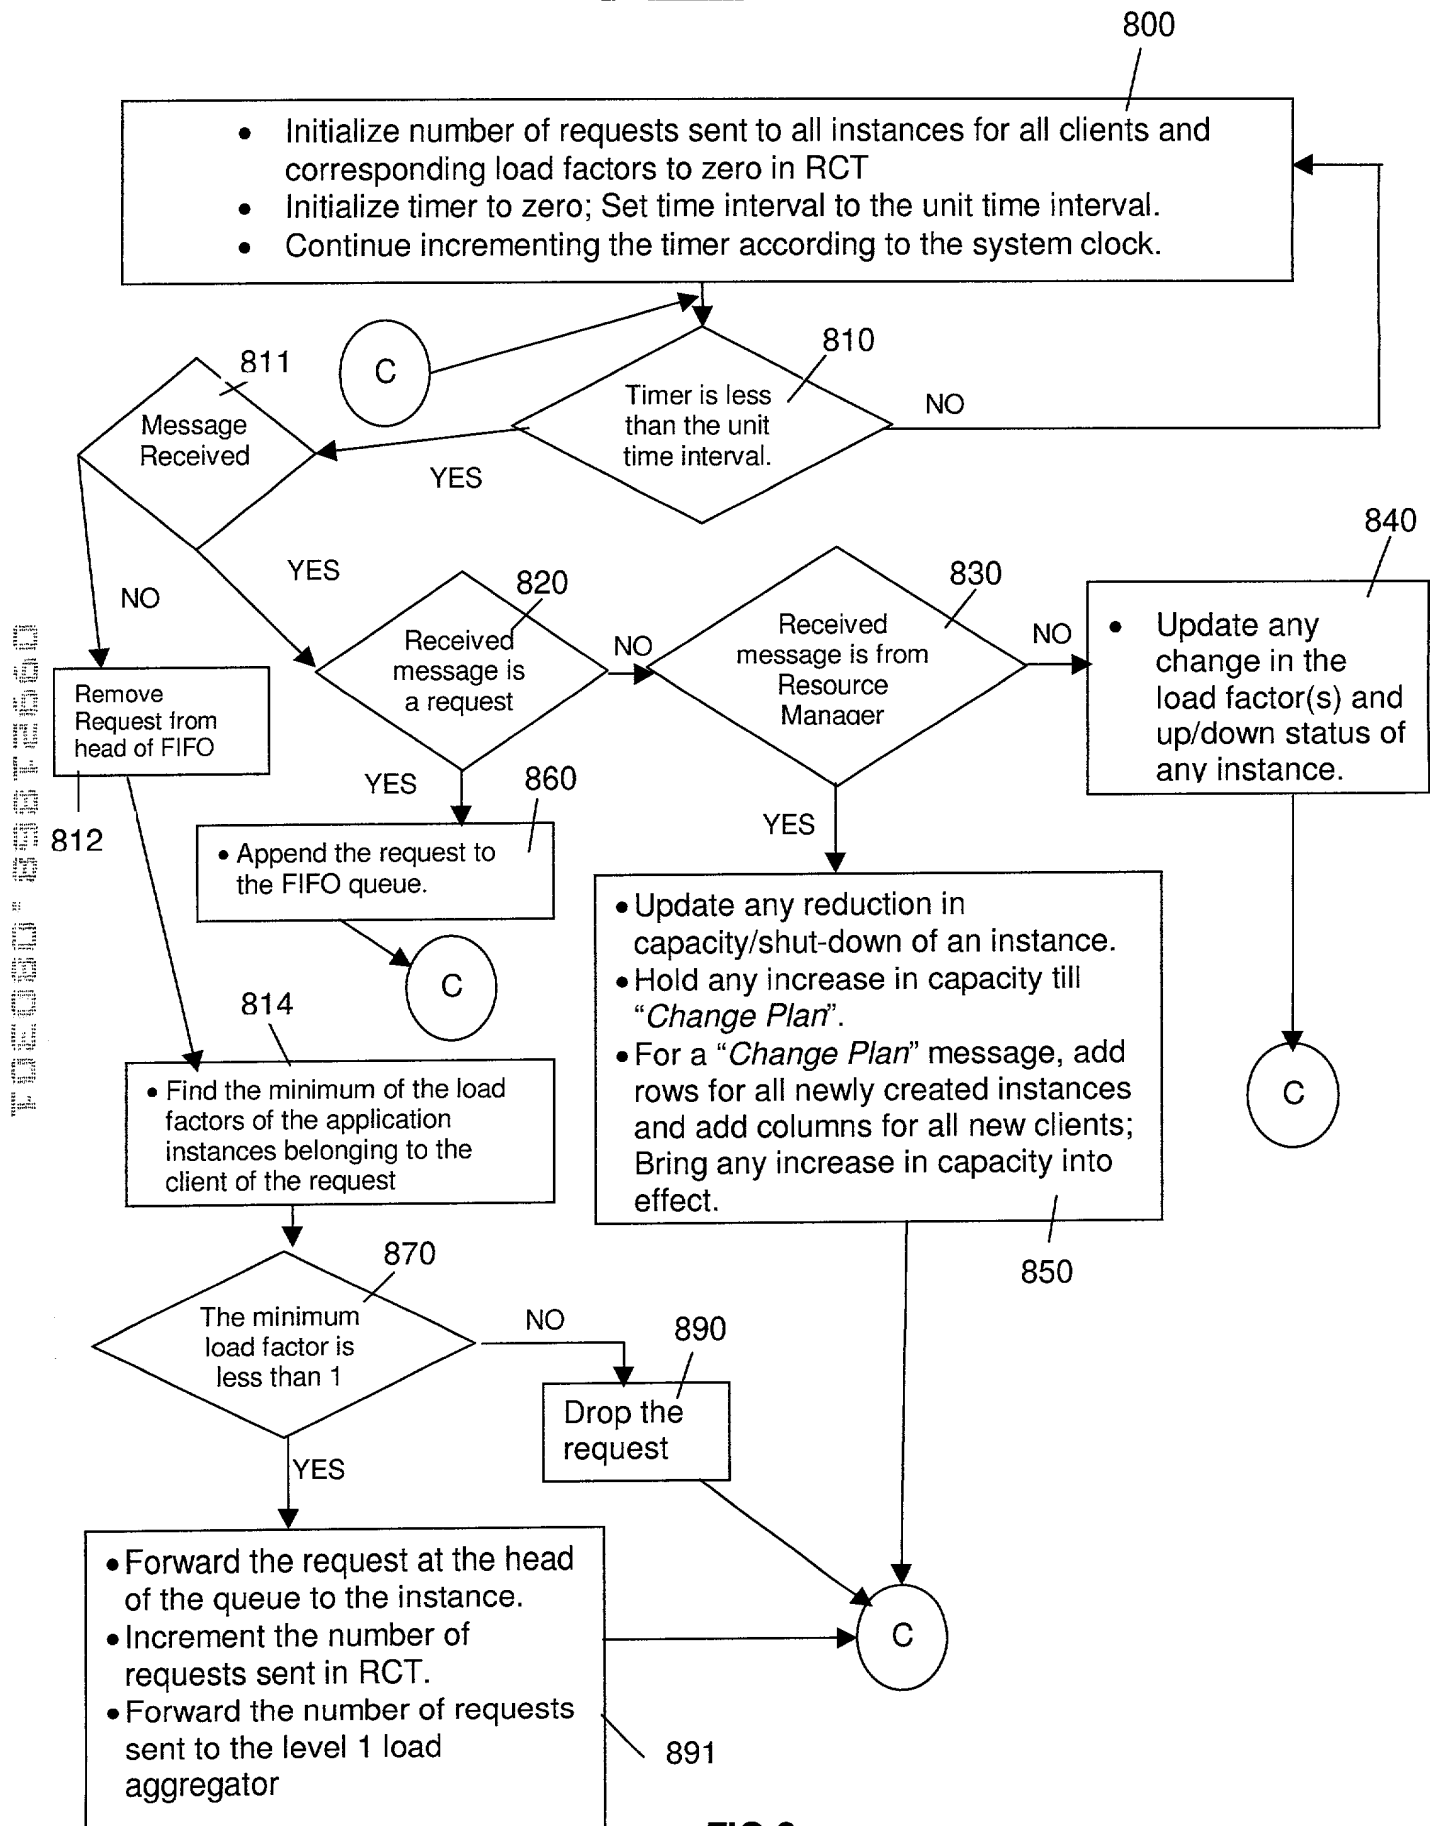 800
• Initialize number of requests sent to all instances for all clients and
corresponding load factors to zero in RCT
• Initialize timer to zero; Set time interval to the unit time interval.
• Continue incrementing the timer according to the system clock.
C
810
811
Timer is less
than the unit
time interval.
NO
Message
Received
YES
840
YES
NO
820
830
Received
message is
a request
NO
Received
message is from
Resource
Manager
NO
• Update any
change in the
load factor(s) and
up/down status of
any instance.
Remove
Request from
head of FIFO
812
YES
860
YES
• Append the request to
the FIFO queue.
C
• Update any reduction in
capacity/shut-down of an instance.
• Hold any increase in capacity till
“Change Plan”.
• For a “Change Plan” message, add
rows for all newly created instances
and add columns for all new clients;
Bring any increase in capacity into
effect.
850
C
814
• Find the minimum of the load
factors of the application
instances belonging to the
client of the request
870
The minimum
load factor is
less than 1
NO
890
Drop the
request
YES
• Forward the request at the head
of the queue to the instance.
• Increment the number of
requests sent in RCT.
• Forward the number of requests
sent to the level 1 load
aggregator
891
C